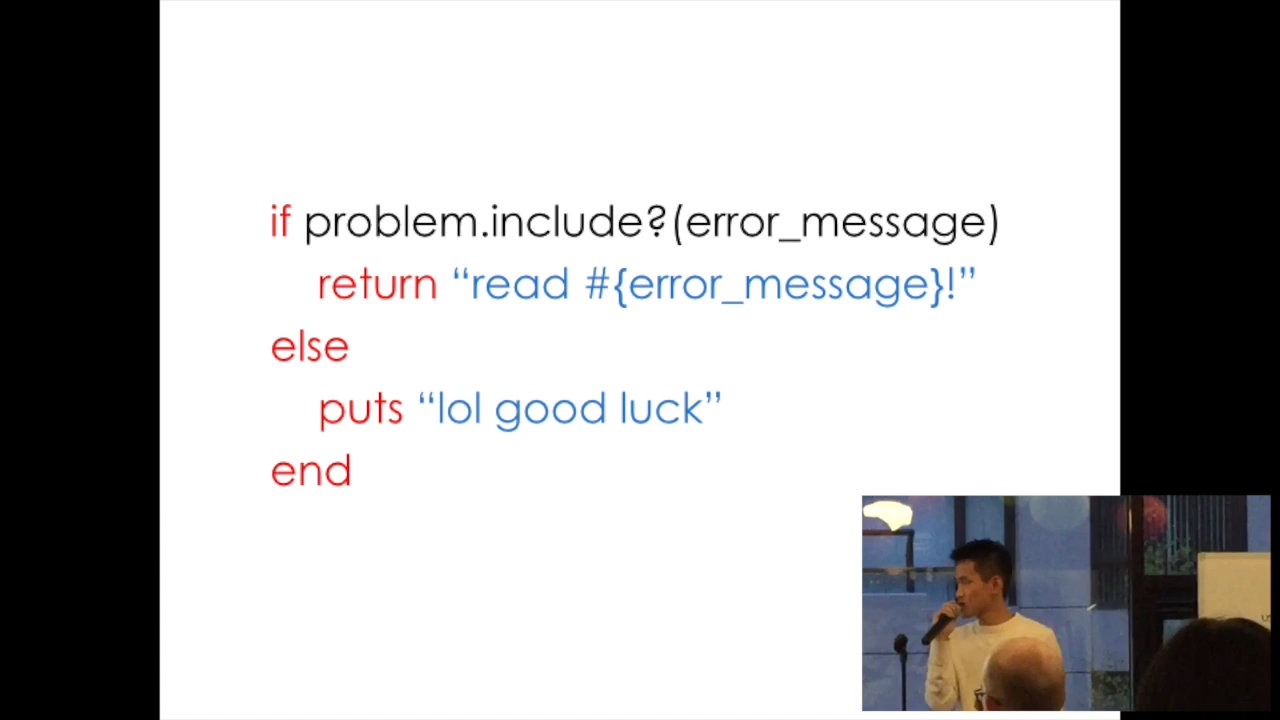 if problem.include?(error_message)
return “read #{error_message}!”
else
puts “lol good luck”
end